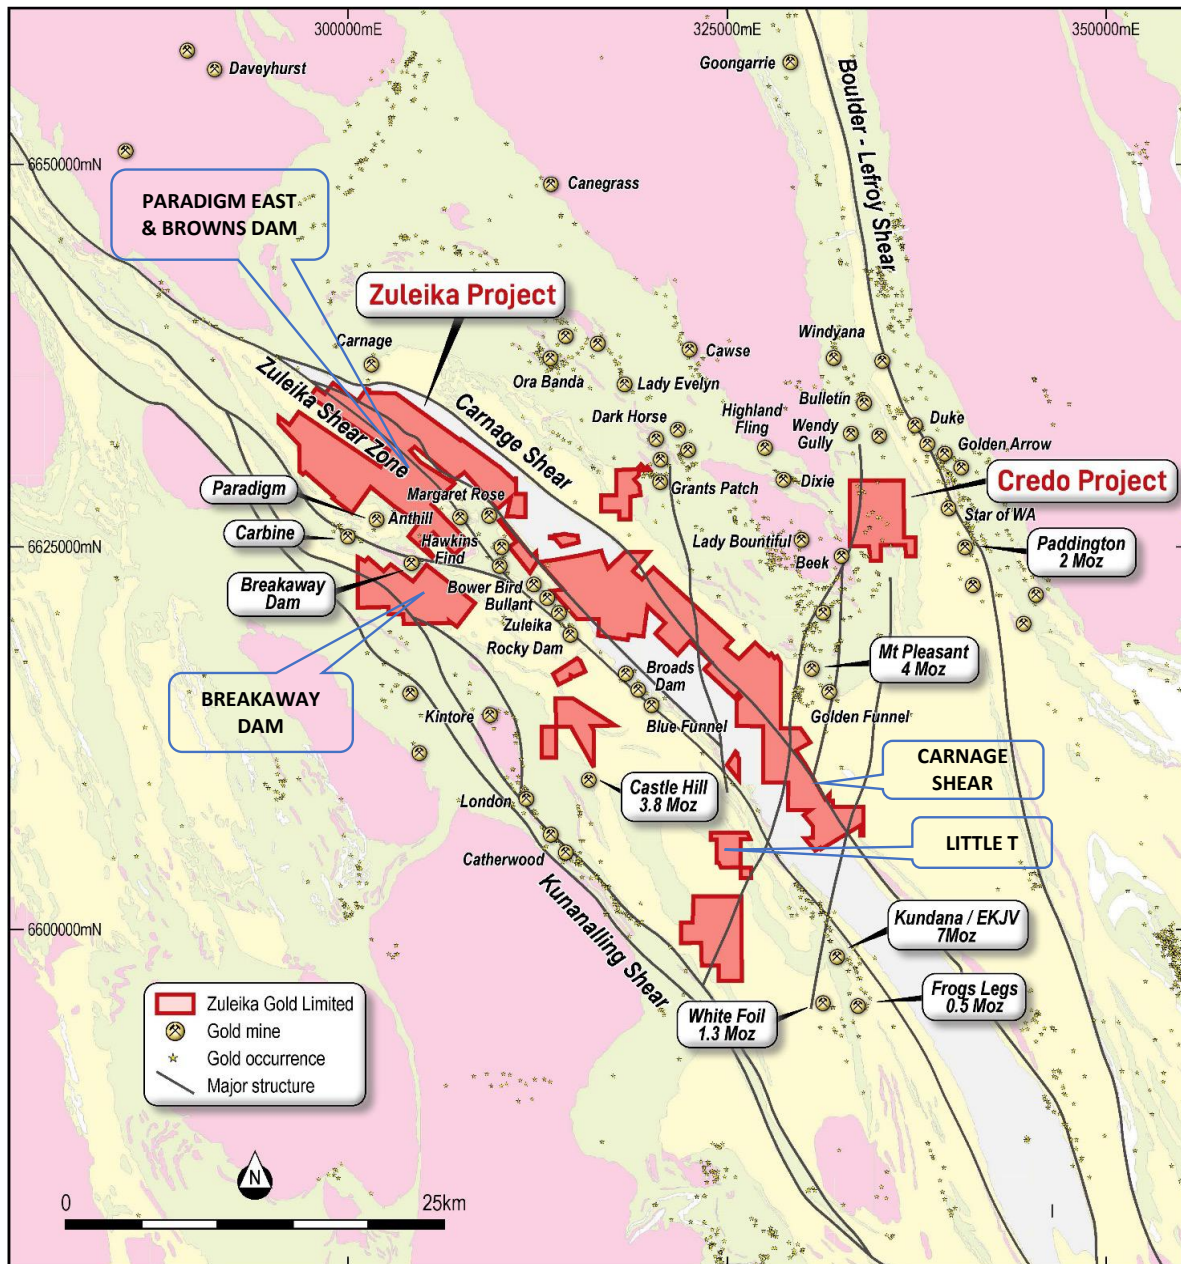 300000mE
325000mE
350000mE
Daveyhurst
Goongarrie
Boulder - Lefroy Shear
6650000mN
Canegrass
PARADIGM EAST
& BROWNS DAM
Zuleika Project
Carnage
Windyana
Cawse
Ora Banda
Lady Evelyn
Zuleika Shear Zone
Carnage Shear
Bulletin
Dark Horse
Highland
Fling
Wendy
Gully
Duke
Golden Arrow
Grants Patch
Dixie
Credo Project
Paradigm
Margaret Rose
Anthill
Star of WA
Carbine
Hawkins
Find
Lady Bountiful
Paddington
2 Moz
6625000mN
Beek
Breakaway
Dam
Bower Bird
Bullant
Zuleika
Rocky Dam
Mt Pleasant
4 Moz
Broads
Dam
BREAKAWAY
DAM
Kintore
Blue Funnel
Golden Funnel
CARNAGE
SHEAR
Castle Hill
3.8 Moz
London
LITTLE T
Catherwood
Kunanalling Shear
Kundana / EKJV
7Moz
6600000mN
Frogs Legs
0.5 Moz
White Foil
1.3 Moz
Zuleika Gold Limited
Gold mine
Gold occurrence
Major structure
N
0
25km